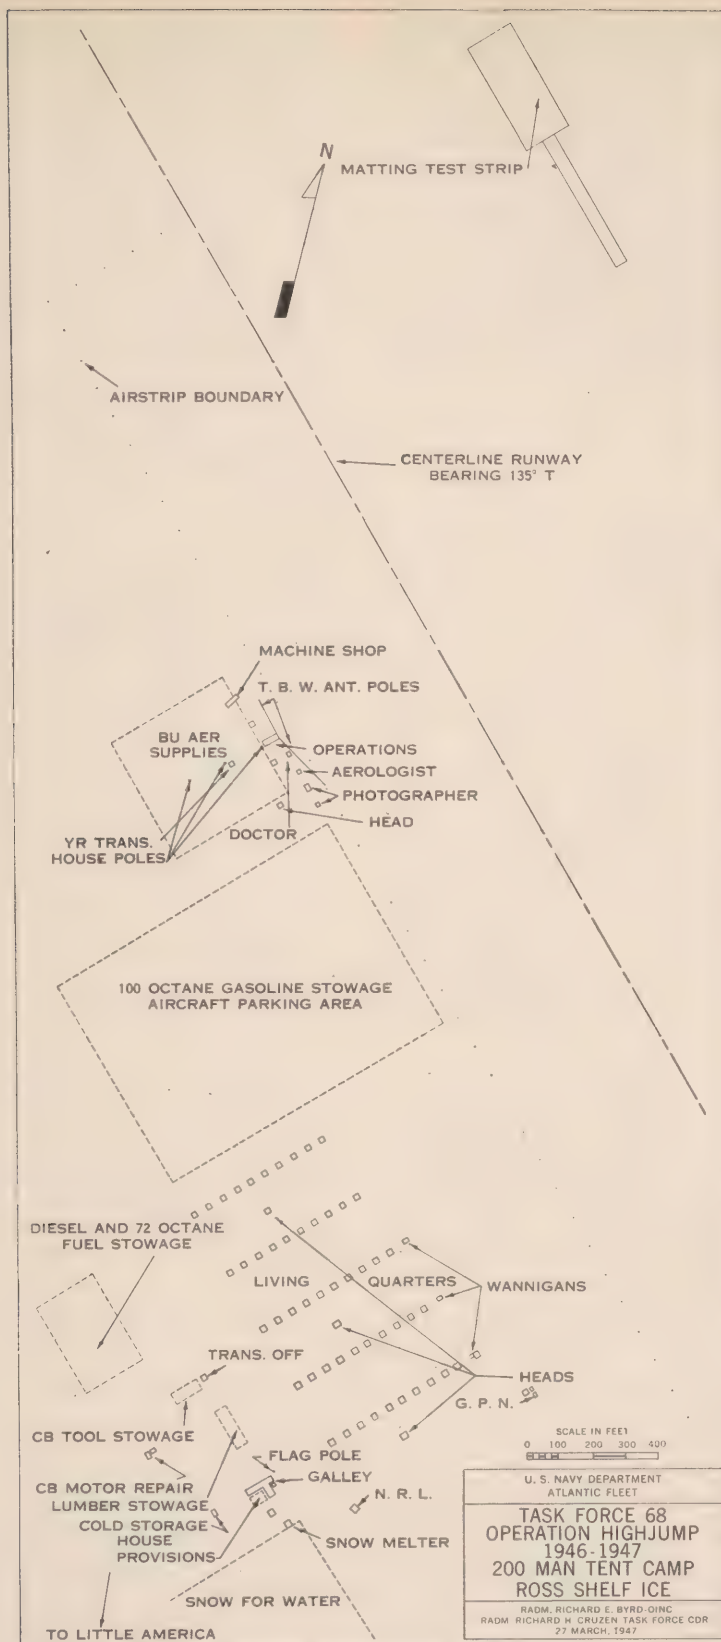 N
MATTING TEST STRIP
AIRSTRIP BOUNDARY
CENTERLINE RUNWAY
BEARING 135° T
MACHINE SHOP
T. B. W. ANT. POLES
BU AER
SUPPLIES
OPERATIONS
AEROLOGIST
PHOTOGRAPHER
HEAD
DOCTOR
YR TRANS.
HOUSE POLES
100 OCTANE GASOLINE STOWAGE
AIRCRAFT PARKING AREA
DIESEL AND 72 OCTANE
FUEL STOWAGE
LIVING QUARTERS
WANNIGANS
TRANS. OFF
HEADS
G. P. N.
CB TOOL STOWAGE
FLAG POLE
GALLEY
CB MOTOR REPAIR
LUMBER STOWAGE
N. R. L.
COLD STORAGE
HOUSE
PROVISIONS
SNOW MELTER
SNOW FOR WATER
TO LITTLE AMERICA
SCALE IN FEET
0 100 200 300 400
U. S. NAVY DEPARTMENT
ATLANTIC FLEET
TASK FORCE 68
OPERATION HIGHJUMP
1946-1947
200 MAN TENT CAMP
ROSS SHELF ICE
RADM. RICHARD E. BYRD-OINC
RADM RICHARD H CRUZEN TASK FORCE CDR
27 MARCH, 1947